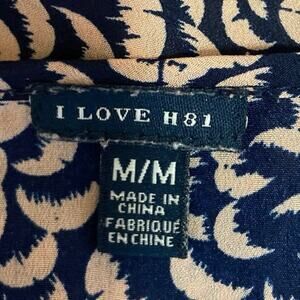 I LOVE H81
M/M
MADE IN
CHINA
FABRIQUÉ
EN CHINE